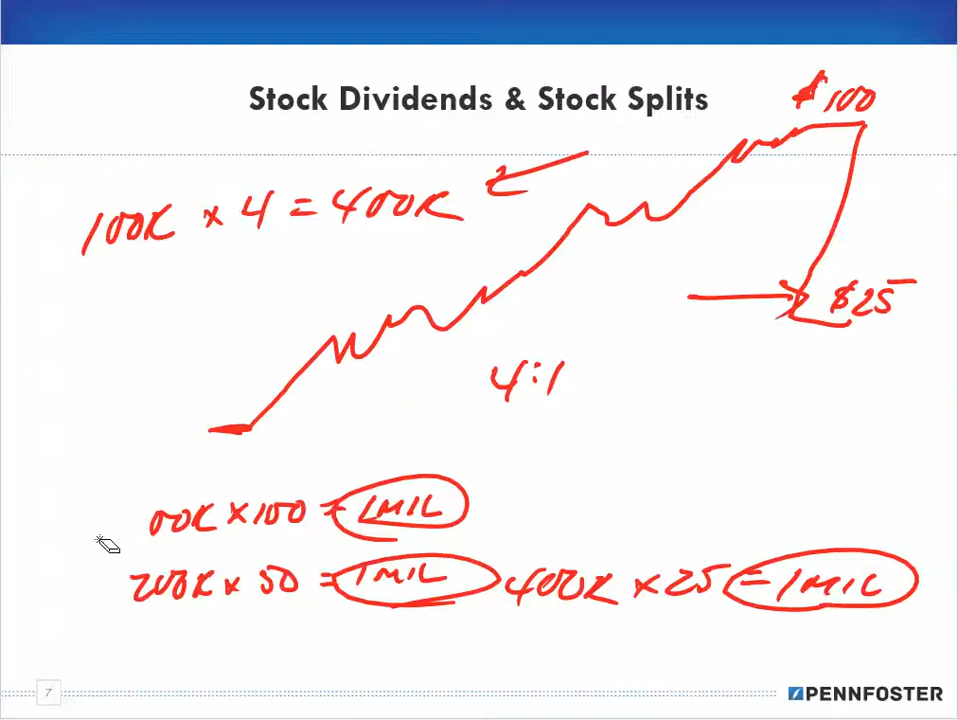 Stock Dividends & Stock Splits
$100
100K x 4 = 400K
$25
4:1
00K x 100 = 1MIL
200K x 50 = 1MIL
400K x 25 = 1MIL
7
PENNFOSTER